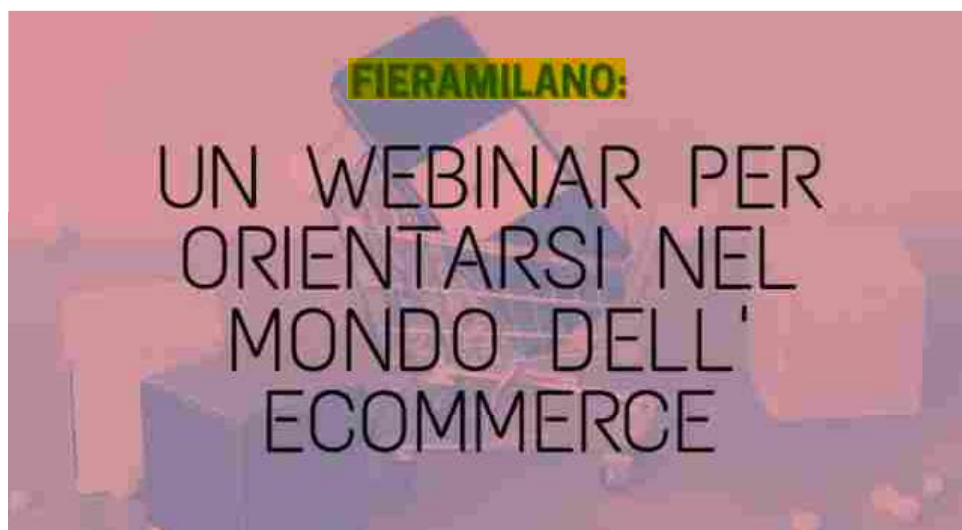 FIERAMILANO:
UN WEBINAR PER
ORIENTARSI NEL
MONDO DELL'
ECOMMERCE